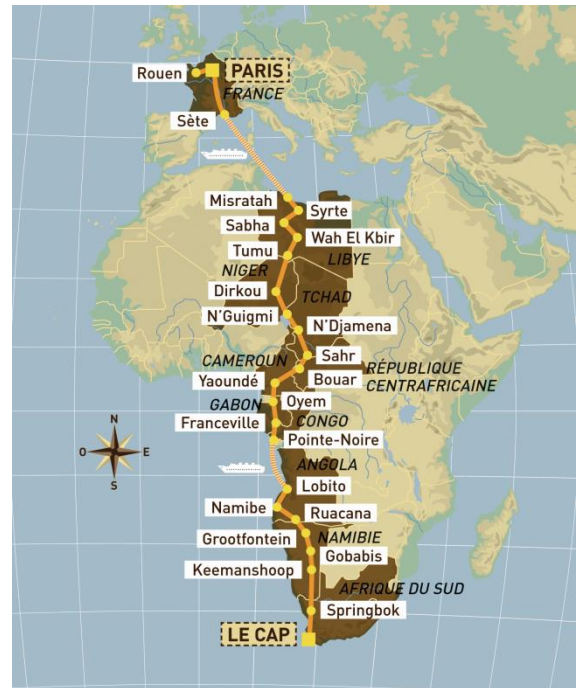 Rouen
PARIS
FRANCE
Sète
Misratah
Syrte
Sabha
Wah El Kbir
Tumu
LIBYE
NIGER
Dirkou
TCHAD
N'Guigmi
N'Djamena
CAMEROUN
Sahr
RÉPUBLIQUE
CENTRAFRICAINE
Yaoundé
Bouar
GABON
Oyem
Franceville
CONGO
Pointe-Noire
N
O
E
S
ANGOLA
Lobito
Namibe
Ruacana
Grootfontein
NAMIBIE
Gobabis
Keemanshoop
AFRIQUE DU SUD
Springbok
LE CAP